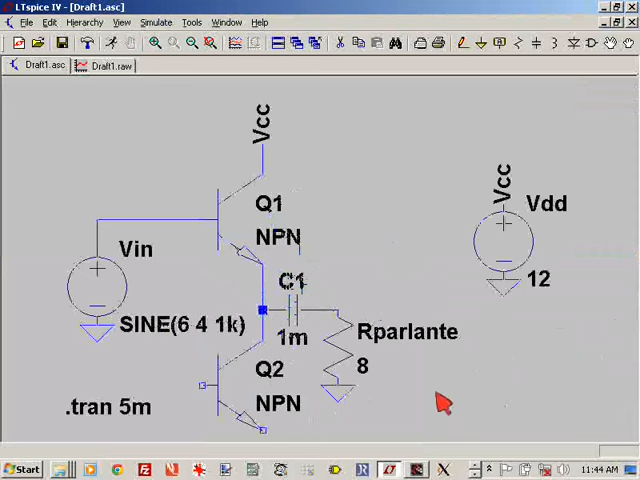 LTspice IV - [Draft1.asc]
File Edit Hierarchy View Simulate Tools Window Help
Draft1.asc Draft1.raw
Vcc
Q1
NPN
Vin
SINE(6 4 1k)
C1
1m
Rparlante
8
Q2
NPN
.tran 5m
Vcc
Vdd
12
Start
11:44 AM